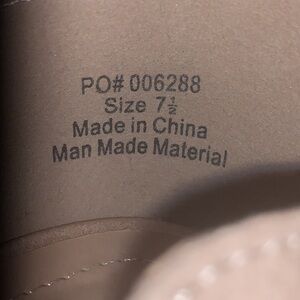 PO# 006288
Size 7½
Made in China
Man Made Material